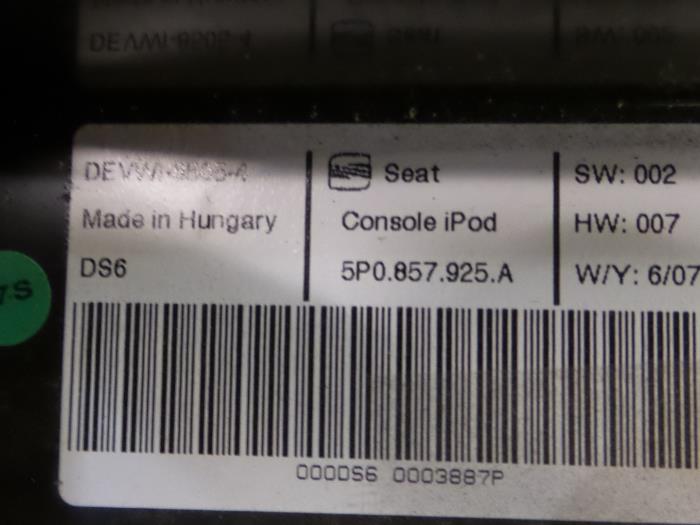 Seat SW: 002
Made in Hungary Console iPod HW: 007
DS6 5P0.857.925.A W/Y: 6/07
000DS6 0003887P